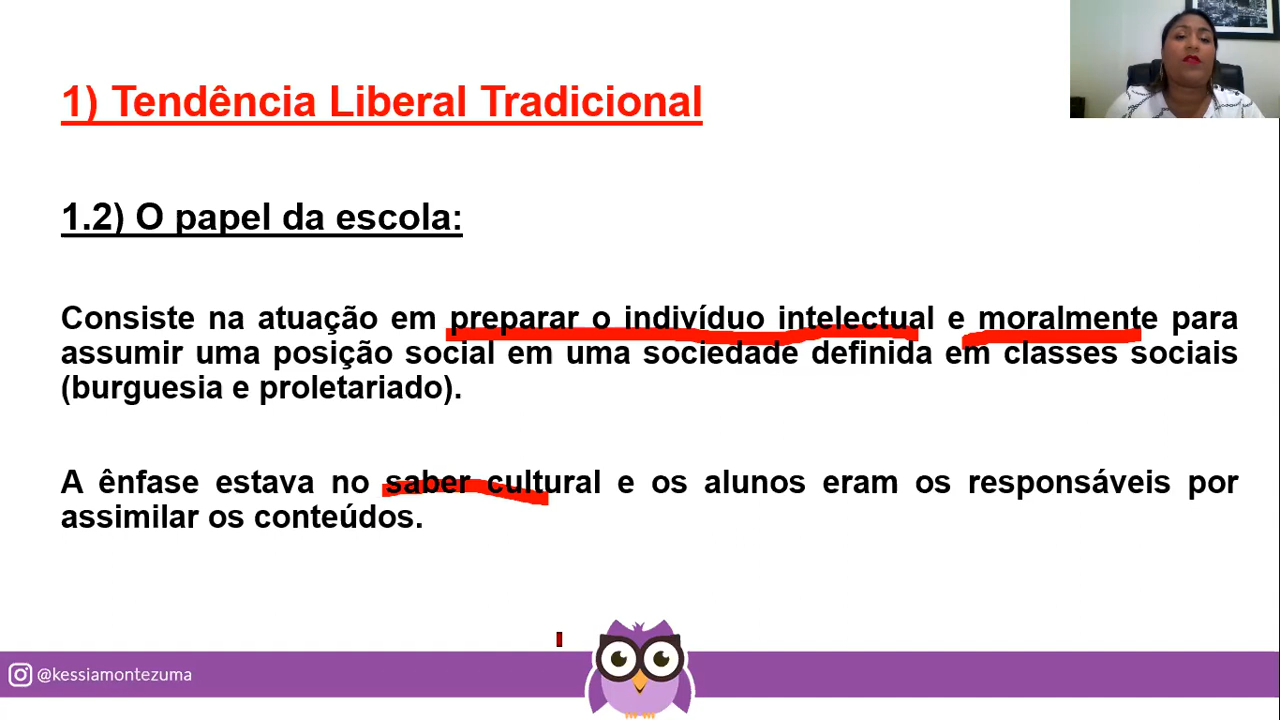 1) Tendência Liberal Tradicional
1.2) O papel da escola:
Consiste na atuação em preparar o indivíduo intelectual e moralmente para
assumir uma posição social em uma sociedade definida em classes sociais
(burguesia e proletariado).
A ênfase estava no saber cultural e os alunos eram os responsáveis por
assimilar os conteúdos.
@kessiamontezuma